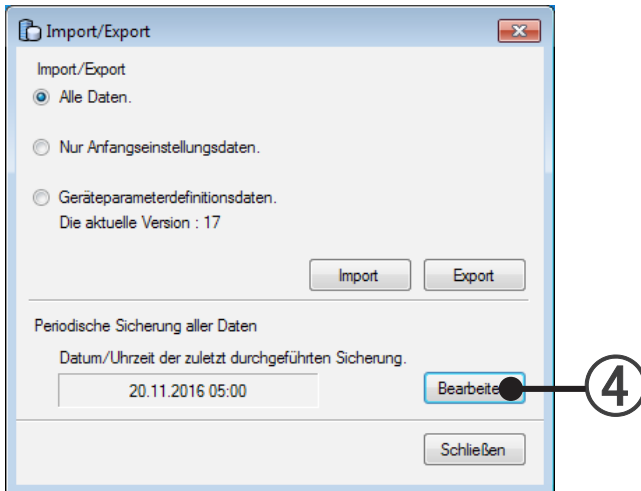 Import/Export
Import/Export
Alle Daten.
Nur Anfangseinstellungsdaten.
Geräteparameterdefinitionsdaten.
Die aktuelle Version : 17
Import Export
Periodische Sicherung aller Daten
Datum/Uhrzeit der zuletzt durchgeführten Sicherung.
20.11.2016 05:00 Bearbeite 4
Schließen